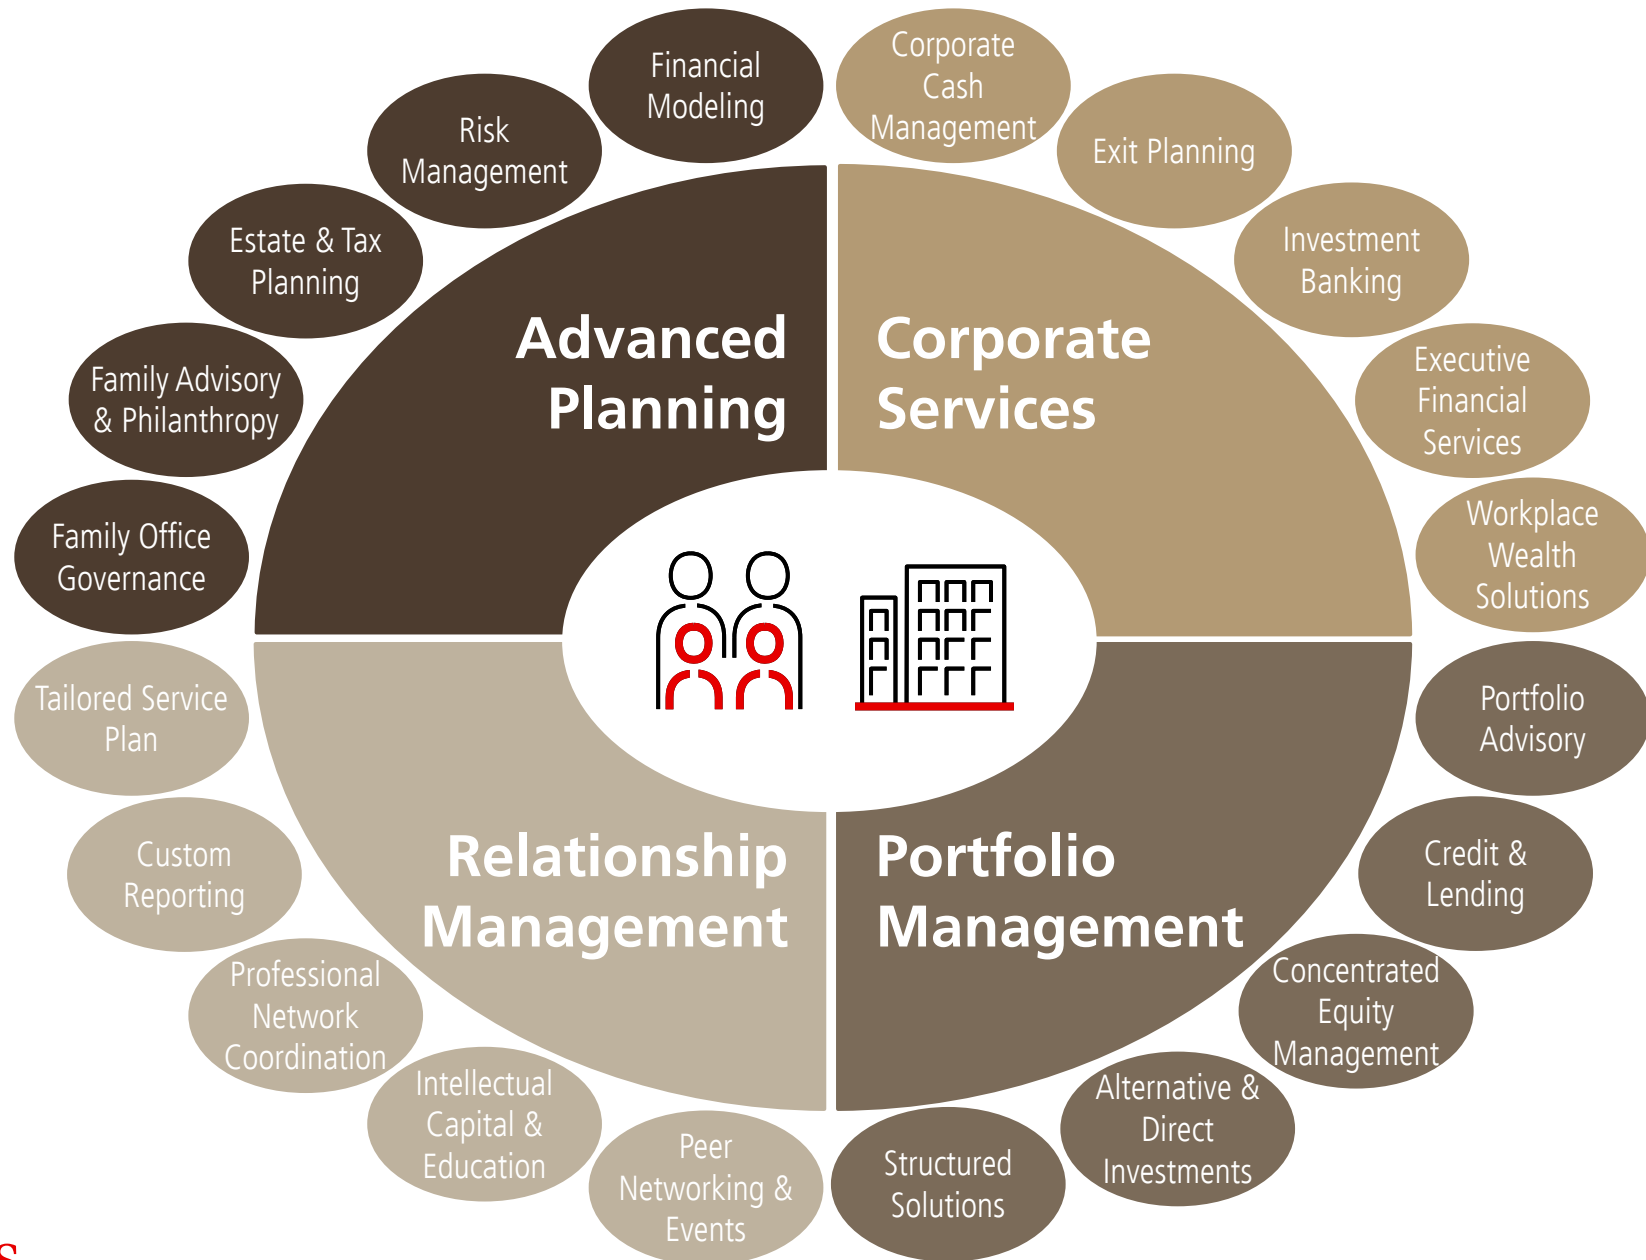 Financial
Modeling
Corporate
Cash
Management
Risk
Management
Exit Planning
Estate & Tax
Planning
Investment
Banking
Advanced
Planning
Corporate
Services
Family Advisory
& Philanthropy
Executive
Financial
Services
Family Office
Governance
Workplace
Wealth
Solutions
Tailored Service
Plan
Portfolio
Advisory
Custom
Reporting
Credit &
Lending
Relationship
Management
Portfolio
Management
Professional
Network
Coordination
Concentrated
Equity
Management
Intellectual
Capital &
Education
Alternative &
Direct
Investments
Peer
Networking &
Events
Structured
Solutions